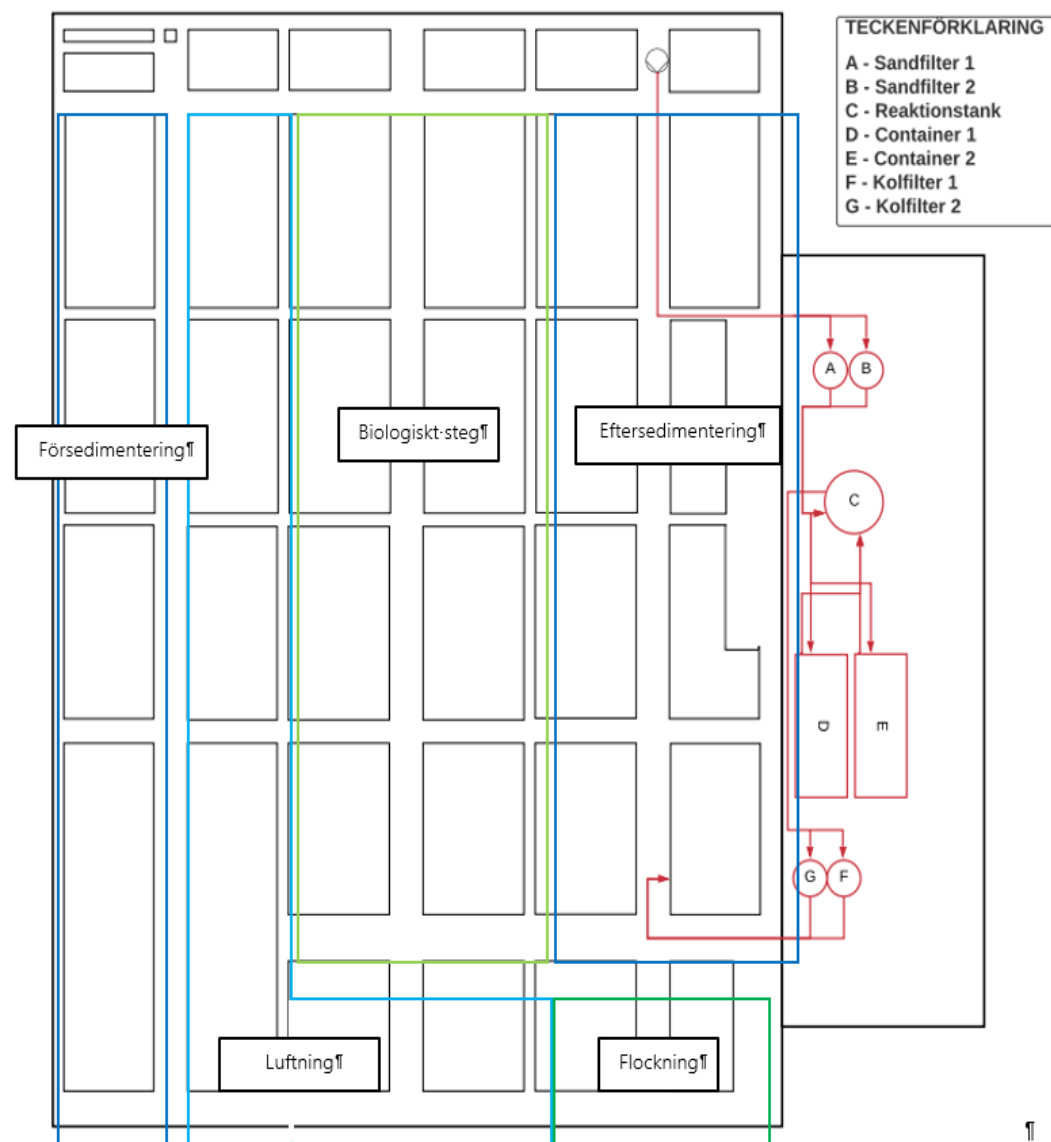 TECKENFÖRKLARING
A - Sandfilter 1
B - Sandfilter 2
C - Reaktionstank
D - Container 1
E - Container 2
F - Kolfilter 1
G - Kolfilter 2
A
B
Försedimentering¶
Biologiskt·steg¶
Eftersedimentering¶
C
D
E
G
F
Luftning¶
Flockning¶
¶